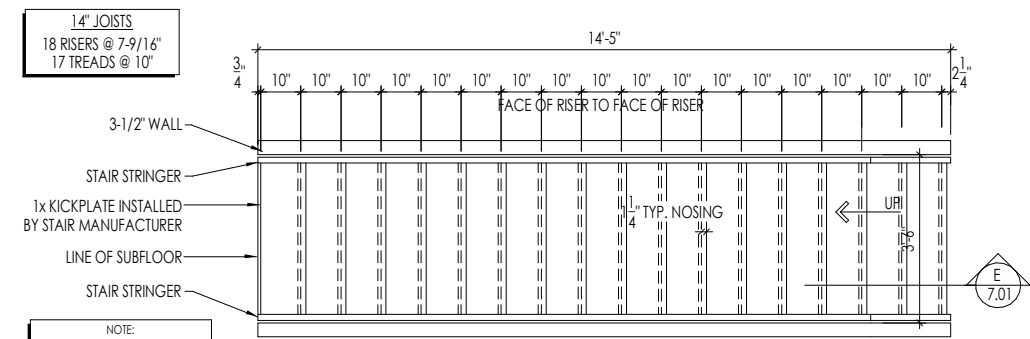 14" JOISTS
18 RISERS @ 7-9/16"
17 TREADS @ 10"
14'-5"
3/4" 10" 10" 10" 10" 10" 10" 10" 10" 10" 10" 10" 10" 10" 10" 10" 10" 10" 2 1/4"
FACE OF RISER TO FACE OF RISER
3-1/2" WALL
STAIR STRINGER
1x KICKPLATE INSTALLED
BY STAIR MANUFACTURER
1 1/4" TYP. NOSING
UP
3'-6"
LINE OF SUBFLOOR
STAIR STRINGER
E
7.01
NOTE: